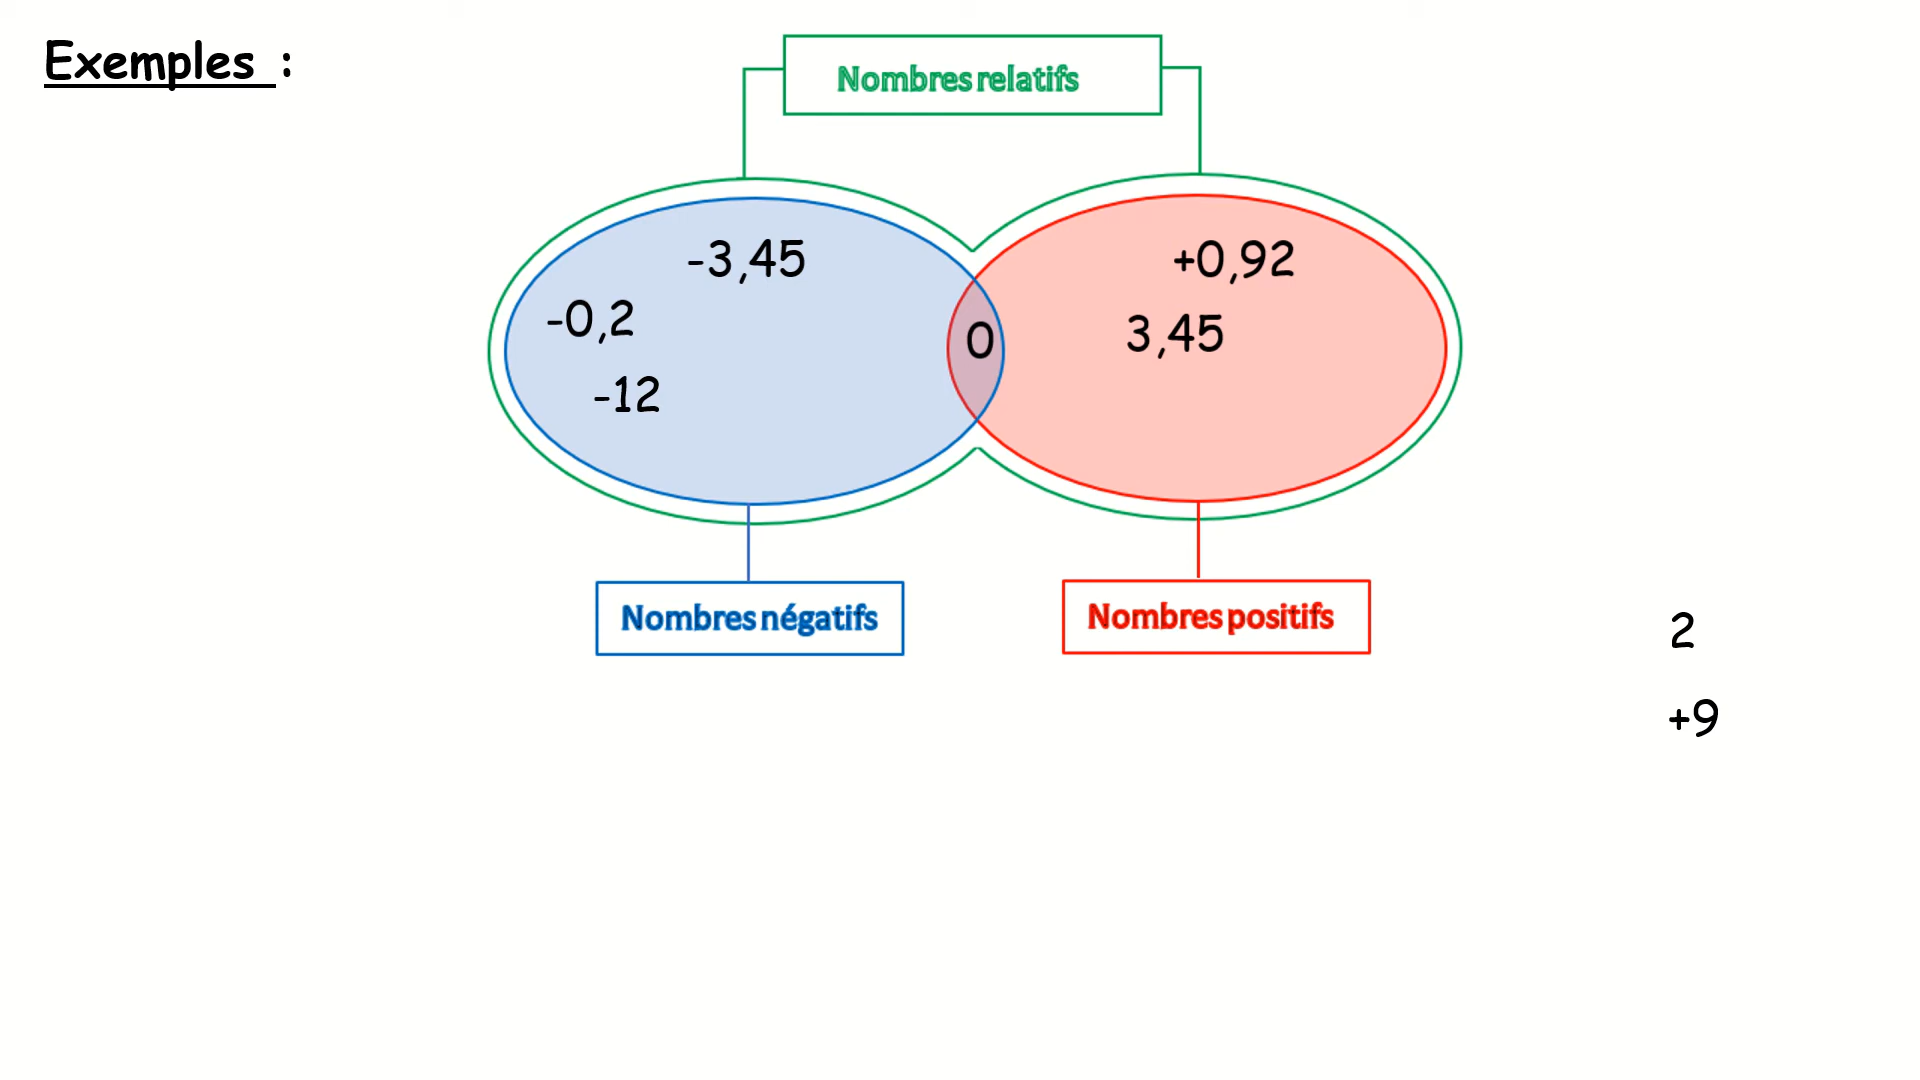 Exemples :
Nombres relatifs
-3,45
+0,92
-0,2
0
3,45
-12
Nombres négatifs
Nombres positifs
2
+9